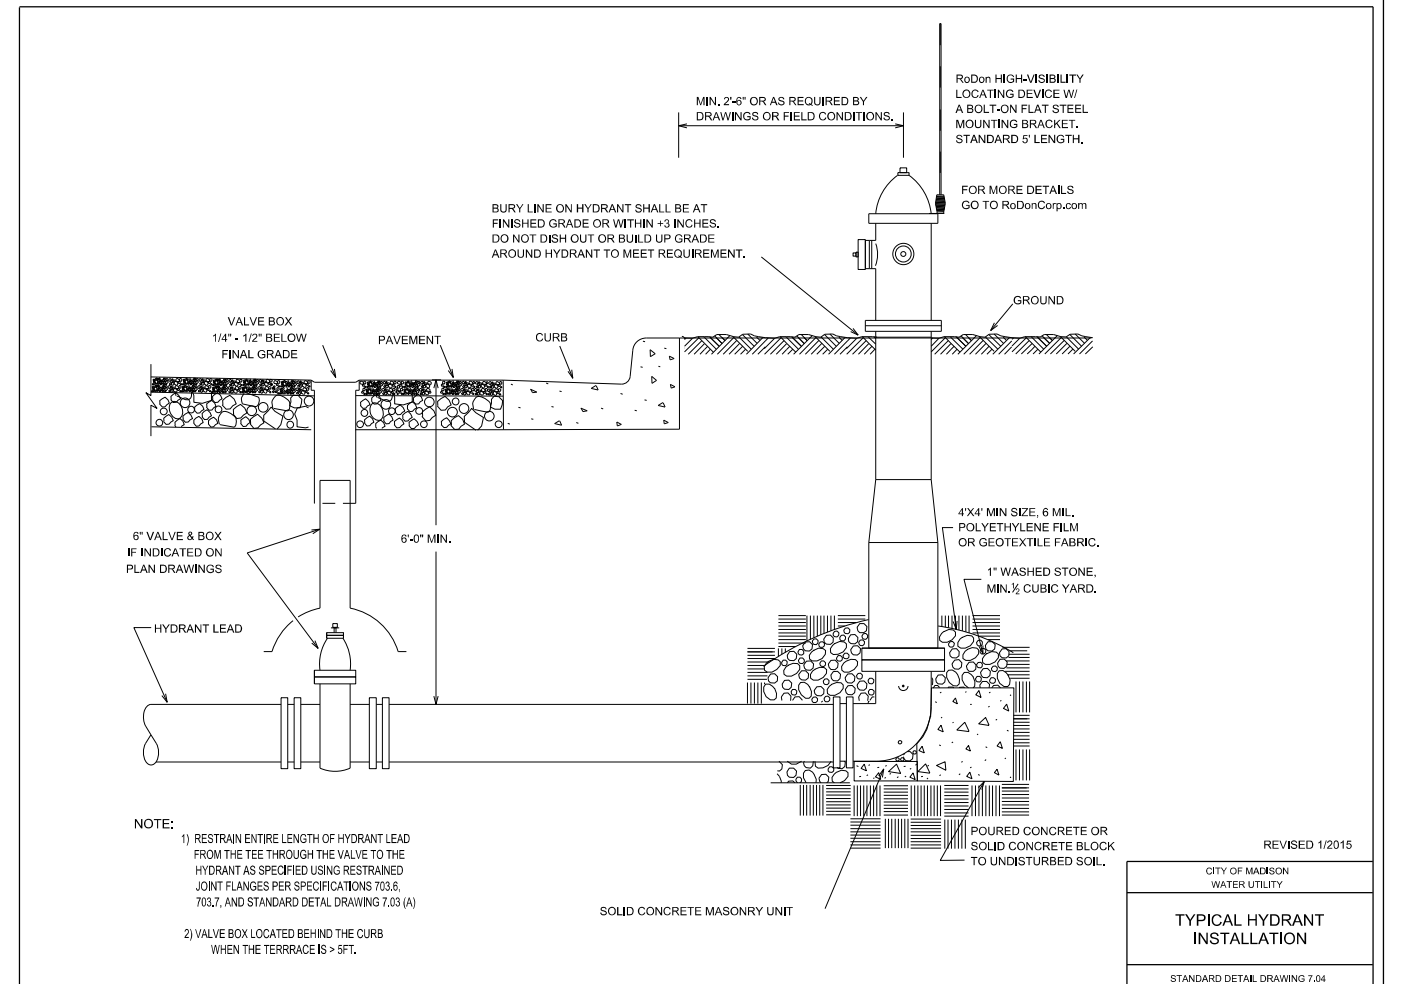 RoDon HIGH-VISIBILITY
LOCATING DEVICE W/
A BOLT-ON FLAT STEEL
MOUNTING BRACKET.
STANDARD 5' LENGTH.
MIN. 2'-6" OR AS REQUIRED BY
DRAWINGS OR FIELD CONDITIONS.
FOR MORE DETAILS
GO TO RoDonCorp.com
BURY LINE ON HYDRANT SHALL BE AT
FINISHED GRADE OR WITHIN +3 INCHES.
DO NOT DISH OUT OR BUILD UP GRADE
AROUND HYDRANT TO MEET REQUIREMENT.
GROUND
VALVE BOX
1/4" - 1/2" BELOW
FINAL GRADE
PAVEMENT
CURB
6" VALVE & BOX
IF INDICATED ON
PLAN DRAWINGS
6'-0" MIN.
4'X4' MIN SIZE, 6 MIL.
POLYETHYLENE FILM
OR GEOTEXTILE FABRIC.
1" WASHED STONE,
MIN. ½ CUBIC YARD.
HYDRANT LEAD
NOTE:
1) RESTRAIN ENTIRE LENGTH OF HYDRANT LEAD
FROM THE TEE THROUGH THE VALVE TO THE
HYDRANT AS SPECIFIED USING RESTRAINED
JOINT FLANGES PER SPECIFICATIONS 703.6,
703.7, AND STANDARD DETAL DRAWING 7.03 (A)
2) VALVE BOX LOCATED BEHIND THE CURB
WHEN THE TERRRACE IS > 5FT.
SOLID CONCRETE MASONRY UNIT
POURED CONCRETE OR
SOLID CONCRETE BLOCK
TO UNDISTURBED SOIL.
REVISED 1/2015
CITY OF MADISON
WATER UTILITY
TYPICAL HYDRANT
INSTALLATION
STANDARD DETAIL DRAWING 7.04